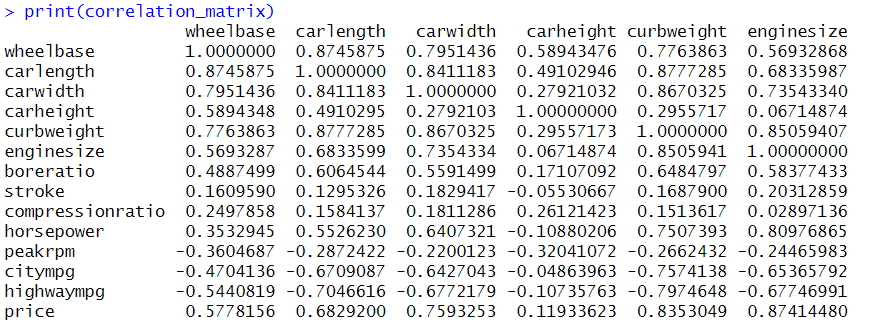 > print(correlation_matrix)
wheelbase carlength carwidth carheight curbweight enginesize
wheelbase 1.0000000 0.8745875 0.7951436 0.58943476 0.7763863 0.56932868
carlength 0.8745875 1.0000000 0.8411183 0.49102946 0.8777285 0.68335987
carwidth 0.7951436 0.8411183 1.0000000 0.27921032 0.8670325 0.73543340
carheight 0.5894348 0.4910295 0.2792103 1.00000000 0.2955717 0.06714874
curbweight 0.7763863 0.8777285 0.8670325 0.29557173 1.0000000 0.85059407
enginesize 0.5693287 0.6833599 0.7354334 0.06714874 0.8505941 1.00000000
boreratio 0.4887499 0.6064544 0.5591499 0.17107092 0.6484797 0.58377433
stroke 0.1609590 0.1295326 0.1829417 -0.05530667 0.1687900 0.20312859
compressionratio 0.2497858 0.1584137 0.1811286 0.26121423 0.1513617 0.02897136
horsepower 0.3532945 0.5526230 0.6407321 -0.10880206 0.7507393 0.80976865
peakrpm -0.3604687 -0.2872422 -0.2200123 -0.32041072 -0.2662432 -0.24465983
citympg -0.4704136 -0.6709087 -0.6427043 -0.04863963 -0.7574138 -0.65365792
highwaympg -0.5440819 -0.7046616 -0.6772179 -0.10735763 -0.7974648 -0.67746991
price 0.5778156 0.6829200 0.7593253 0.11933623 0.8353049 0.87414480